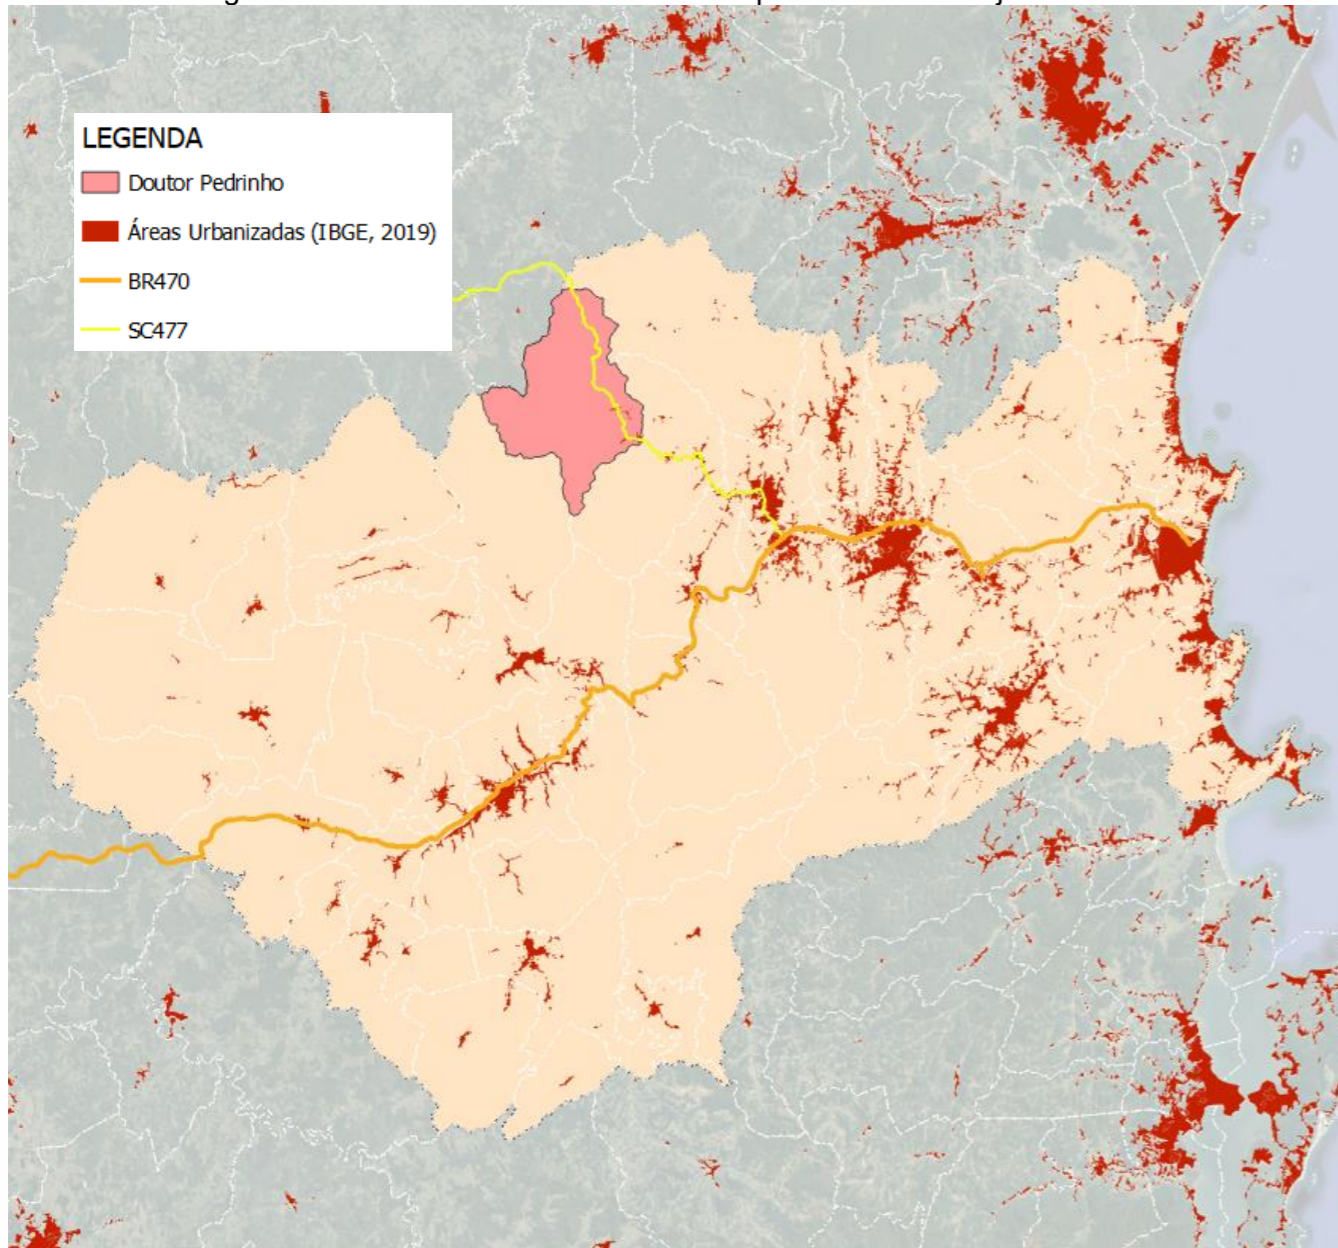 LEGENDA
Doutor Pedrinho
Áreas Urbanizadas (IBGE, 2019)
BR470
SC477